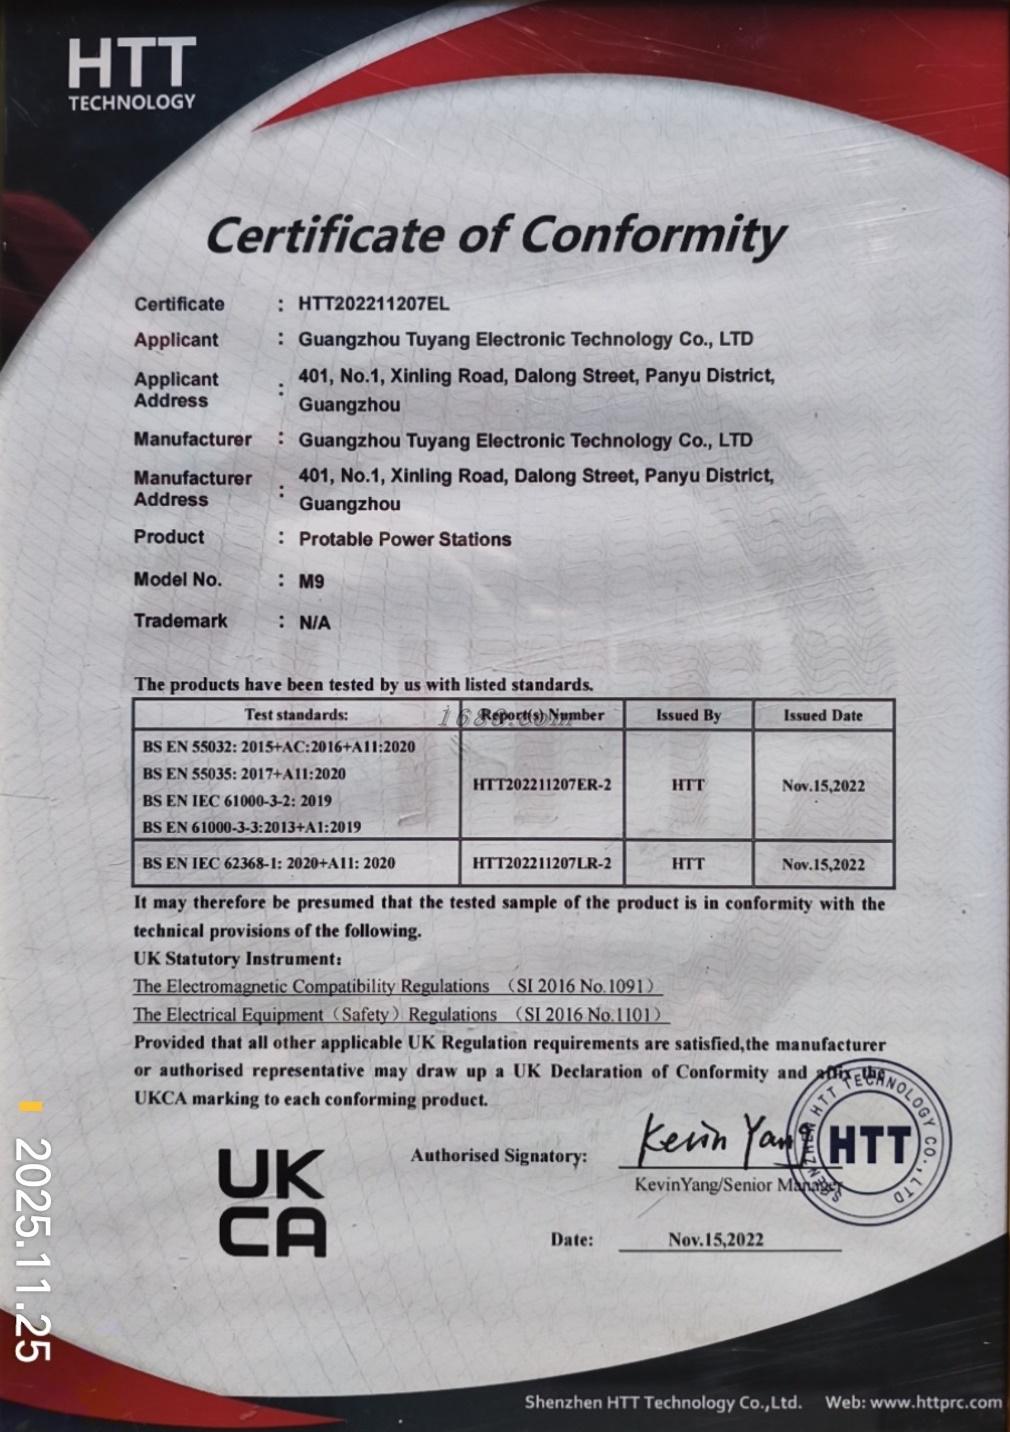 HTT
TECHNOLOGY
Certificate of Conformity
Certificate : HTT202211207EL
Applicant : Guangzhou Tuyang Electronic Technology Co., LTD
Applicant Address : 401, No.1, Xinling Road, Dalong Street, Panyu District,
Guangzhou
Manufacturer : Guangzhou Tuyang Electronic Technology Co., LTD
Manufacturer Address : 401, No.1, Xinling Road, Dalong Street, Panyu District,
Guangzhou
Product : Protable Power Stations
Model No. : M9
Trademark : N/A
The products have been tested by us with listed standards.
Test standards: Report(s) Number Issued By Issued Date
1688.com
BS EN 55032: 2015+AC:2016+A11:2020
BS EN 55035: 2017+A11:2020
BS EN IEC 61000-3-2: 2019
BS EN 61000-3-3:2013+A1:2019
HTT202211207ER-2 HTT Nov.15,2022
BS EN IEC 62368-1: 2020+A11: 2020 HTT202211207LR-2 HTT Nov.15,2022
It may therefore be presumed that the tested sample of the product is in conformity with the
technical provisions of the following.
UK Statutory Instrument:
The Electromagnetic Compatibility Regulations （SI 2016 No.1091）
The Electrical Equipment（Safety）Regulations （SI 2016 No.1101）
Provided that all other applicable UK Regulation requirements are satisfied,the manufacturer
or authorised representative may draw up a UK Declaration of Conformity and affix the
UKCA marking to each conforming product.
UK
CA
Authorised Signatory: Kevin Yang
KevinYang/Senior Manager
SHENZHEN HTT TECHNOLOGY CO.,LTD
HTT
Date: Nov.15,2022
2025.11.25
Shenzhen HTT Technology Co.,Ltd. Web: www.httprc.com